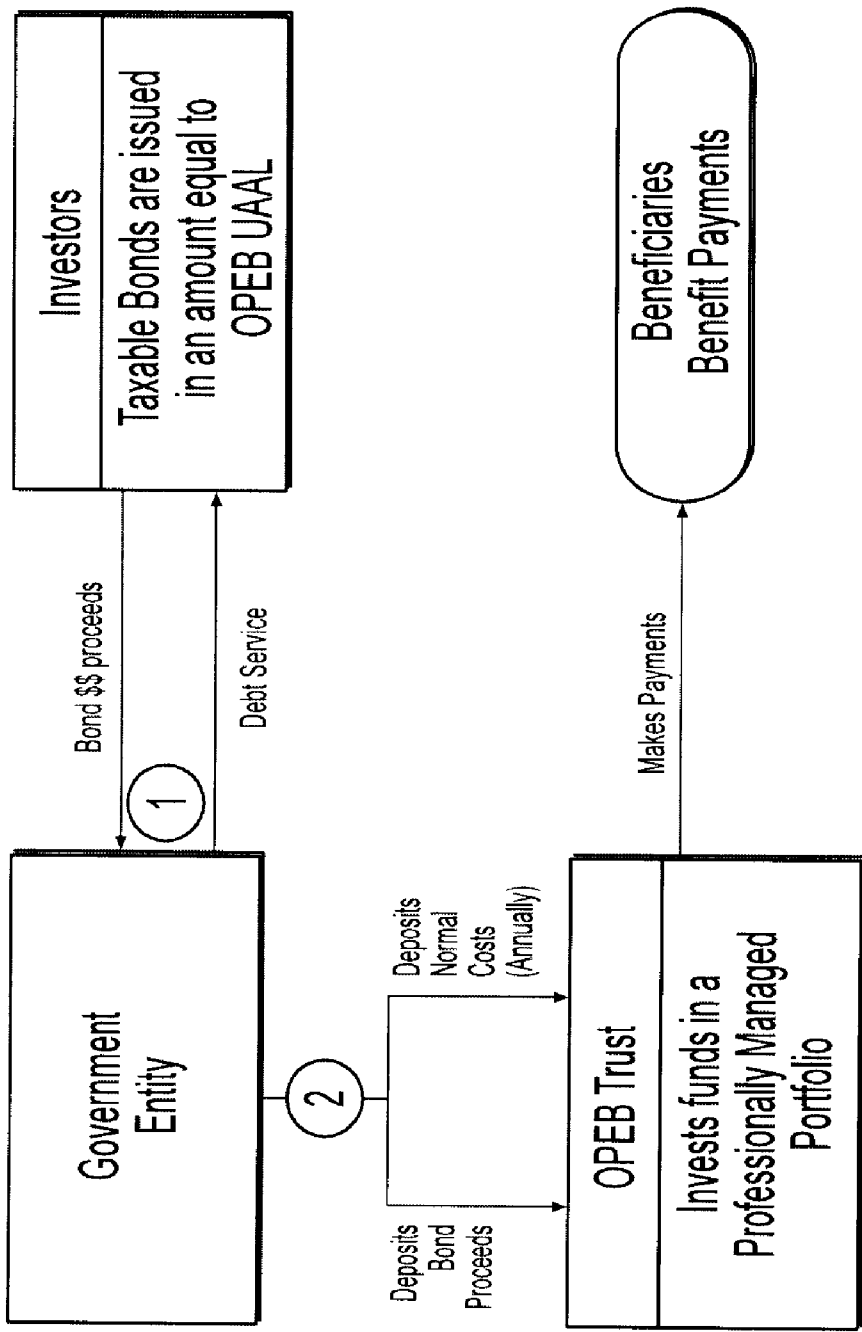 Government
Entity
1
Bond $$ proceeds
Debt Service
Investors
Taxable Bonds are issued
in an amount equal to
OPEB UAAL
2
Deposits
Bond
Proceeds
Deposits
Normal
Costs
(Annually)
OPEB Trust
Invests funds in a
Professionally Managed
Portfolio
Makes Payments
Beneficiaries
Benefit Payments